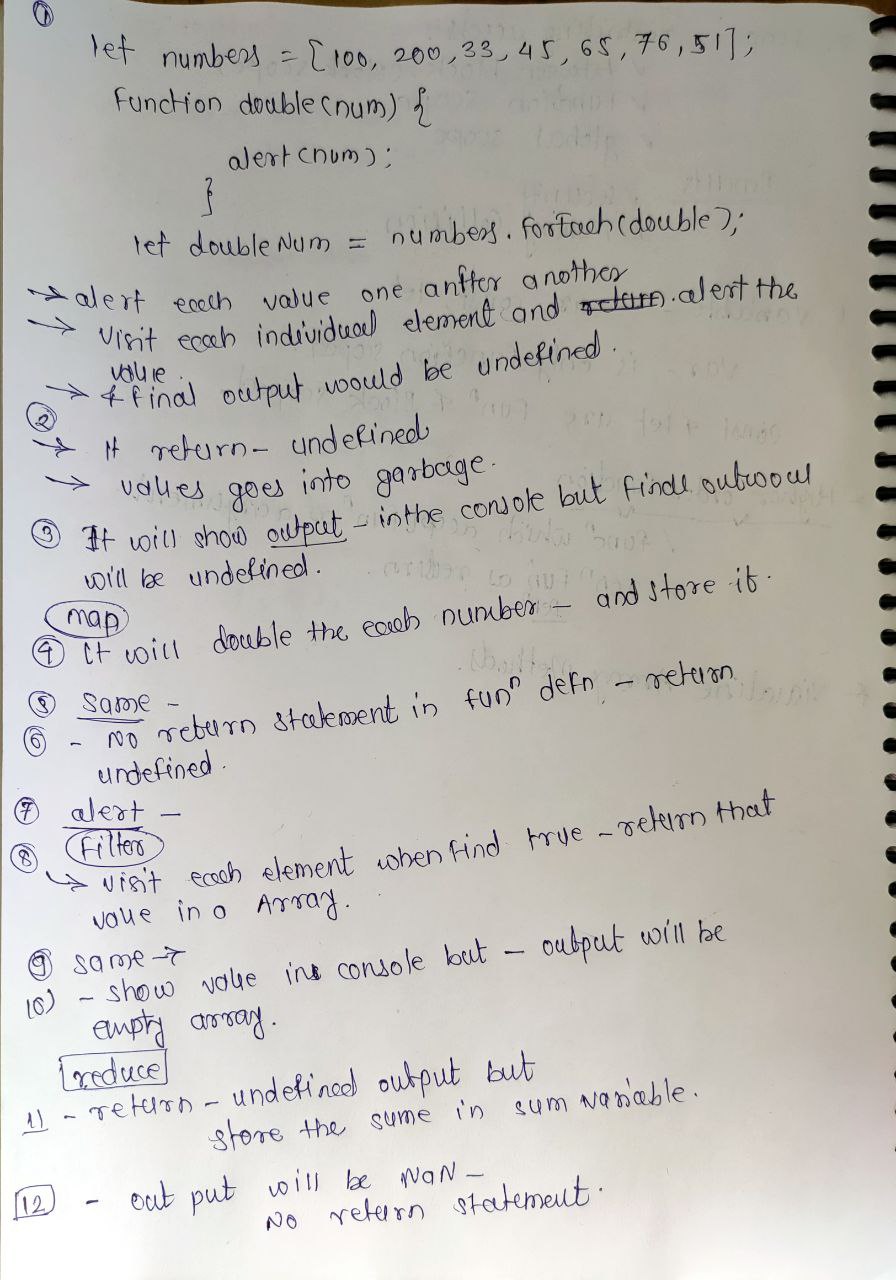 ①
let numbers = [100, 200, 33, 45, 65, 76, 51];
Function double(num) {
alert(num);
}
let doubleNum = numbers.forEach(double);
→ alert each value one anfter another
→ visit ecah individual element and return. alert the
value.
→ & final output would be undefined.
②
→ It return - undefined
→ values goes into garbage.
③ It will show output - in the console but final
will be undefined.
map
④ It will double the each number - and store it.
⑤ same -
⑥ - No return statement in funⁿ defn. - return
undefined.
⑦ alert -
⑧ Filter
→ visit each element when find true - return that
value in a Array.
⑨ same →
10) - show value in console but - output will be
empty array.
reduce
11 - return - undefined output but
store the sume in sum variable.
12 - out put will be NaN -
No return statement.